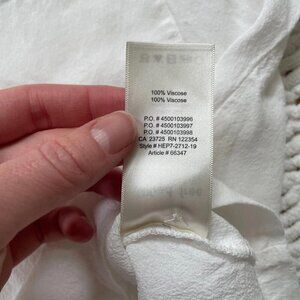 100% Viscose
100% Viscose
P.O. # 4500103996
P.O. # 4500103997
P.O. # 4500103998
CA 23725 RN 122354
Style # HEP7-2712-19
Article # 66347